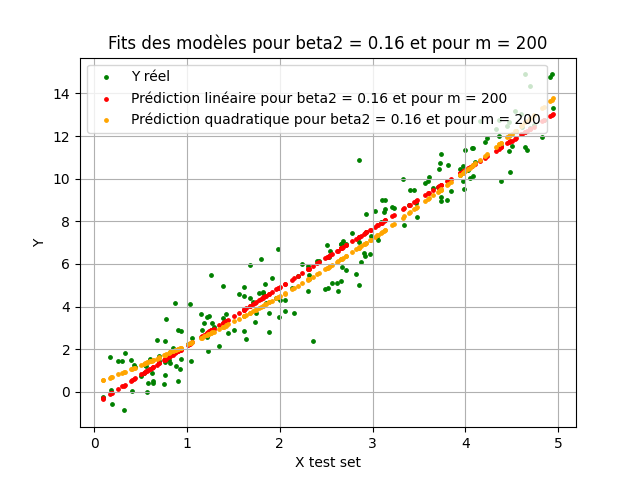 Fits des modèles pour beta2 = 0.16 et pour m = 200
Y réel
Prédiction linéaire pour beta2 = 0.16 et pour m = 200
Prédiction quadratique pour beta2 = 0.16 et pour m = 200
14
12
10
8
6
4
2
0
Y
0 1 2 3 4 5
X test set